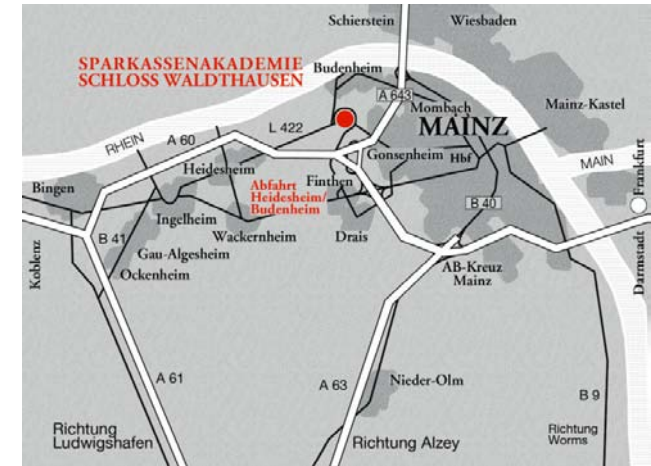 Schierstein
Wiesbaden
SPARKASSENAKADEMIE
SCHLOSS WALDTHAUSEN
Budenheim
A 643
Mombach
Mainz-Kastel
MAINZ
L 422
A 60
RHEIN
Gonsenheim
Hbf
MAIN
Frankfurt
Heidesheim
Finthen
Bingen
Abfahrt
Heidesheim/
Budenheim
Ingelheim
B 40
Wackernheim
Drais
B 41
Gau-Algesheim
Koblenz
Ockenheim
AB-Kreuz
Mainz
Darmstadt
A 61
A 63
Nieder-Olm
B 9
Richtung
Ludwigshafen
Richtung Alzey
Richtung
Worms